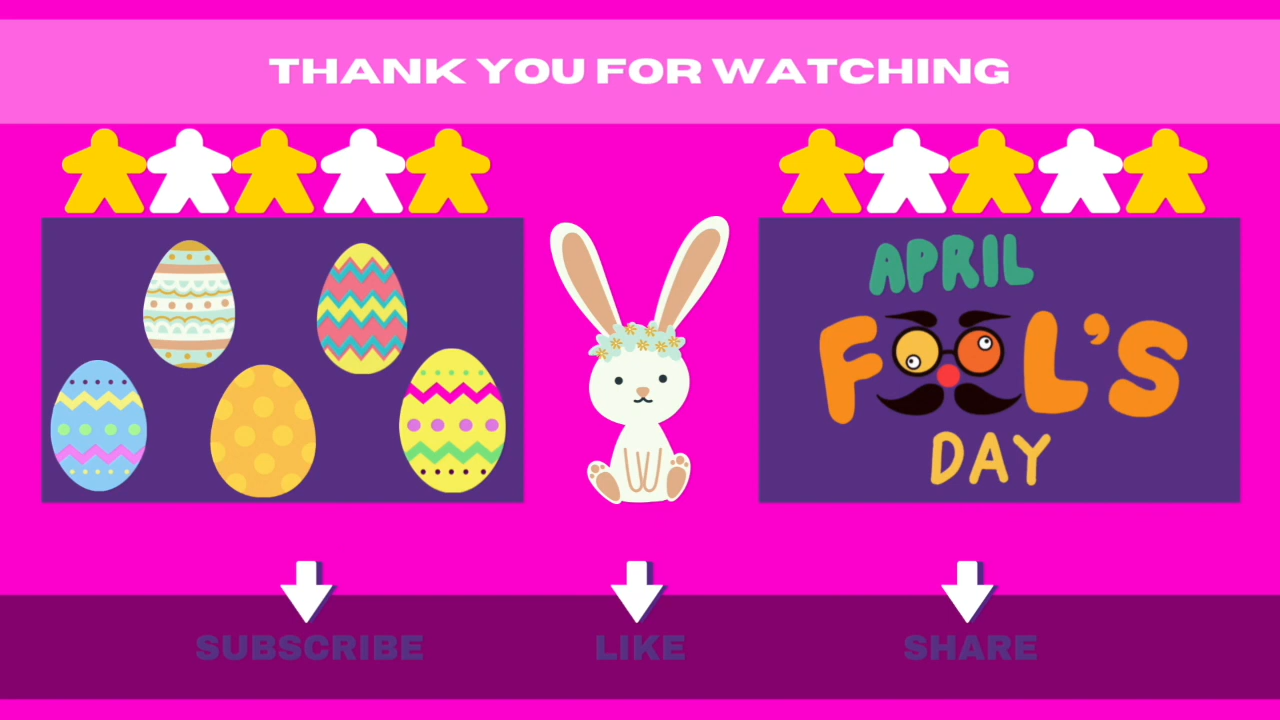 THANK YOU FOR WATCHING
APRIL
FOOL'S
DAY
SUBSCRIBE
LIKE
SHARE